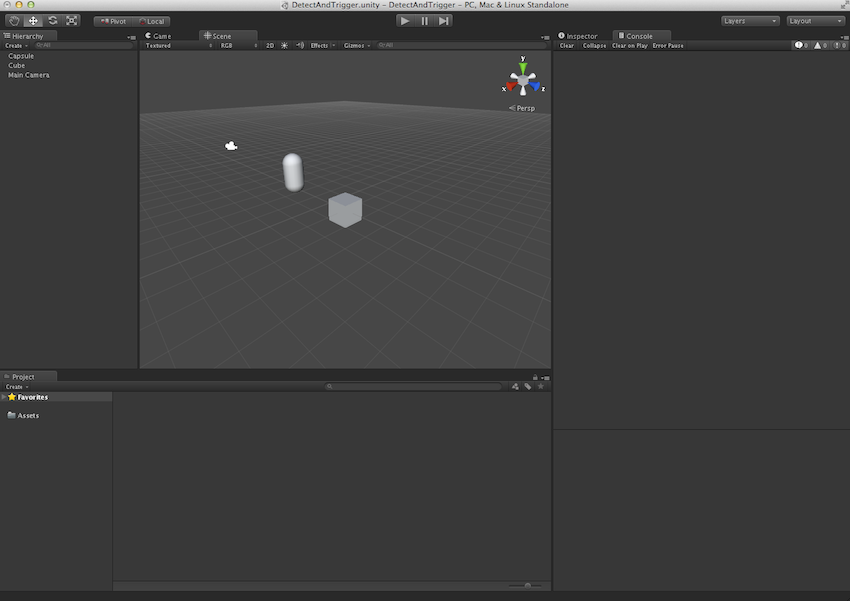 DetectAndTrigger.unity – DetectAndTrigger – PC, Mac & Linux Standalone
Pivot Local Layers Layout
Hierarchy Game Scene Inspector Console
Create All Textured RGB 2D Effects Gizmos All Clear Collapse Clear on Play Error Pause 0 0 0
Capsule
Cube
Main Camera
y
x z
Persp
Project
Create
Favorites
Assets